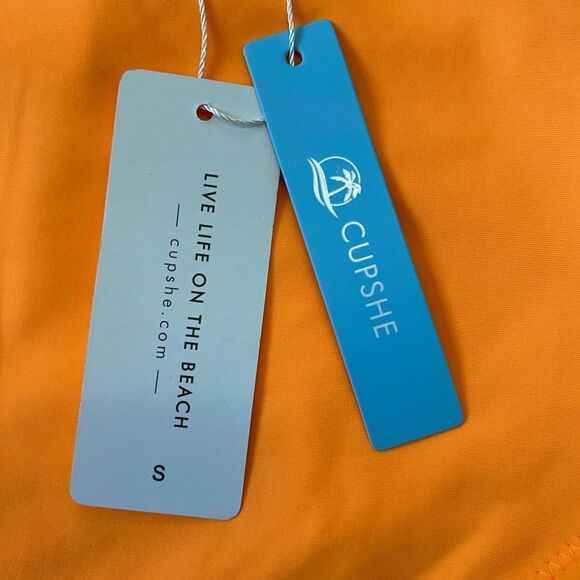 LIVE LIFE ON THE BEACH
— cupshe.com —
S
CUPSHE